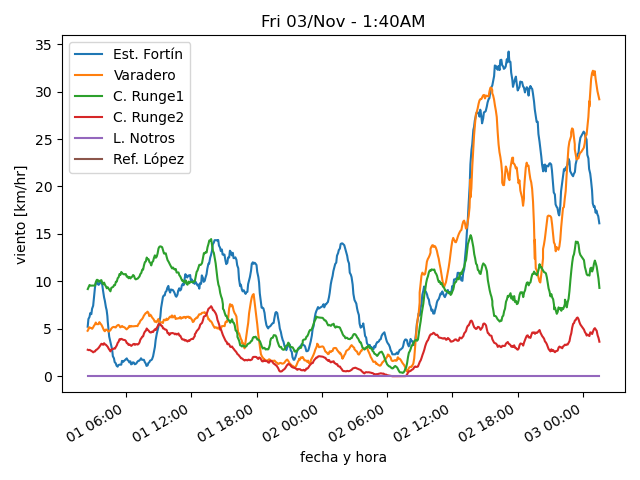 Fri 03/Nov - 1:40AM
Est. Fortín
Varadero
C. Runge1
C. Runge2
L. Notros
Ref. López
viento [km/hr]
35
30
25
20
15
10
5
0
01 06:00
01 12:00
01 18:00
02 00:00
02 06:00
02 12:00
02 18:00
03 00:00
fecha y hora